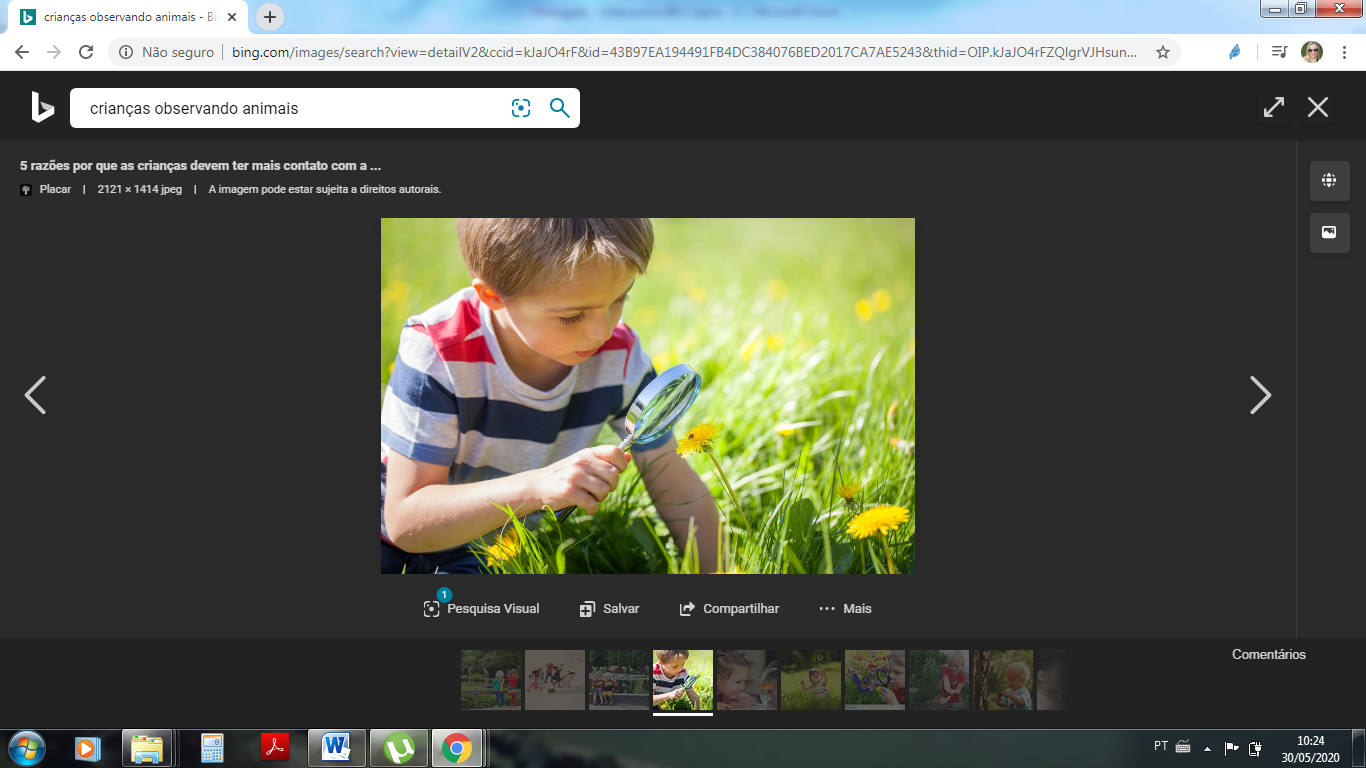 crianças observando animais - Bi
Não seguro
bing.com/images/search?view=detailV2&ccid=kJaJO4rF&id=43B97EA194491FB4DC384076BED2017CA7AE5243&thid=OIP.kJaJO4rFZQlgrVJHsun...
crianças observando animais
5 razões por que as crianças devem ter mais contato com a ...
Placar | 2121 × 1414 jpeg | A imagem pode estar sujeita a direitos autorais.
1
Pesquisa Visual
Salvar
Compartilhar
Mais
Comentários
PT
10:24
30/05/2020